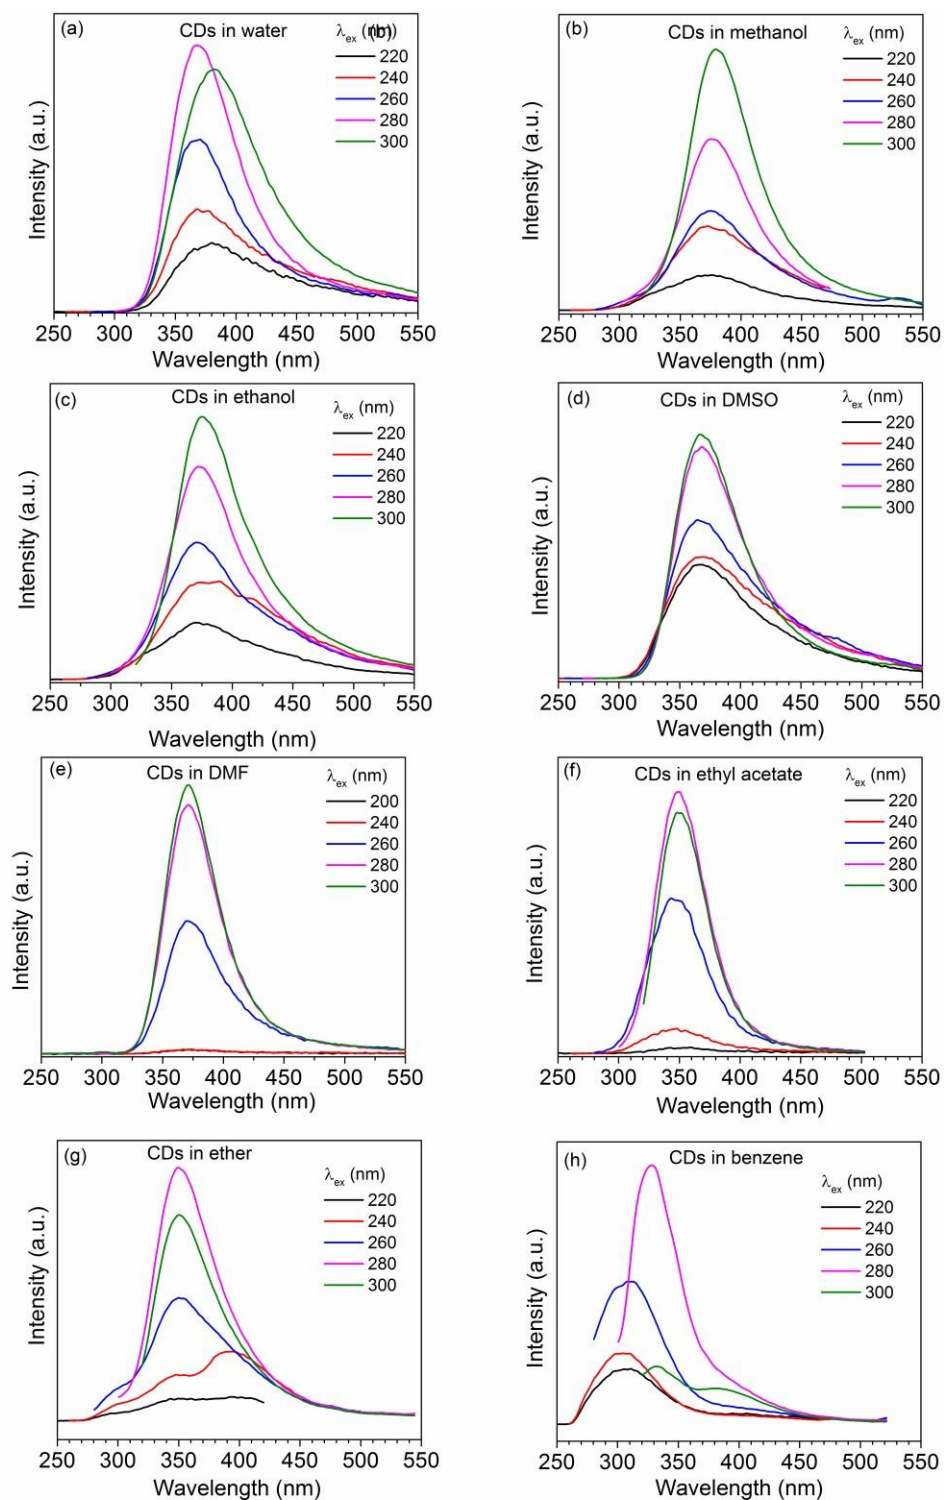 (a)
CDs in water
(b)
λex (nm)
220
240
260
280
300
Intensity (a.u.)
250 300 350 400 450 500 550
Wavelength (nm)
(b)
CDs in methanol
λex (nm)
220
240
260
280
300
Intensity (a.u.)
250 300 350 400 450 500 550
Wavelength (nm)
(c)
CDs in ethanol
λex (nm)
220
240
260
280
300
Intensity (a.u.)
250 300 350 400 450 500 550
Wavelength (nm)
(d)
CDs in DMSO
λex (nm)
220
240
260
280
300
Intensity (a.u.)
250 300 350 400 450 500 550
Wavelength (nm)
(e)
CDs in DMF
λex (nm)
200
240
260
280
300
Intensity (a.u.)
250 300 350 400 450 500 550
Wavelength (nm)
(f)
CDs in ethyl acetate
λex (nm)
220
240
260
280
300
Intensity (a.u.)
250 300 350 400 450 500 550
Wavelength (nm)
(g)
CDs in ether
λex (nm)
220
240
260
280
300
Intensity (a.u.)
250 300 350 400 450 500 550
Wavelength (nm)
(h)
CDs in benzene
λex (nm)
220
240
260
280
300
Intensity (a.u.)
250 300 350 400 450 500 550
Wavelength (nm)